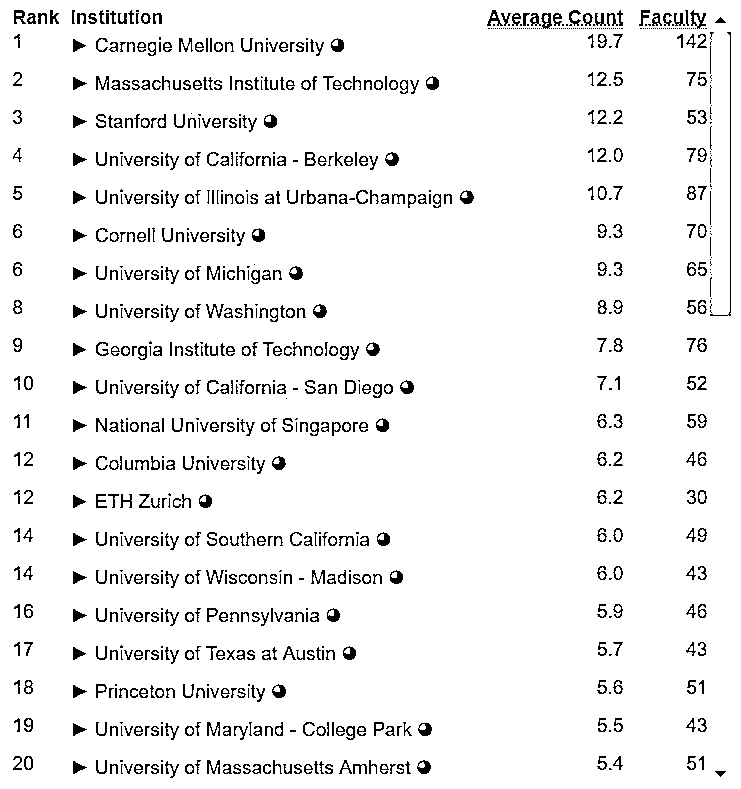 Rank Institution Average Count Faculty
1 ► Carnegie Mellon University 19.7 142
2 ► Massachusetts Institute of Technology 12.5 75
3 ► Stanford University 12.2 53
4 ► University of California - Berkeley 12.0 79
5 ► University of Illinois at Urbana-Champaign 10.7 87
6 ► Cornell University 9.3 70
6 ► University of Michigan 9.3 65
8 ► University of Washington 8.9 56
9 ► Georgia Institute of Technology 7.8 76
10 ► University of California - San Diego 7.1 52
11 ► National University of Singapore 6.3 59
12 ► Columbia University 6.2 46
12 ► ETH Zurich 6.2 30
14 ► University of Southern California 6.0 49
14 ► University of Wisconsin - Madison 6.0 43
16 ► University of Pennsylvania 5.9 46
17 ► University of Texas at Austin 5.7 43
18 ► Princeton University 5.6 51
19 ► University of Maryland - College Park 5.5 43
20 ► University of Massachusetts Amherst 5.4 51